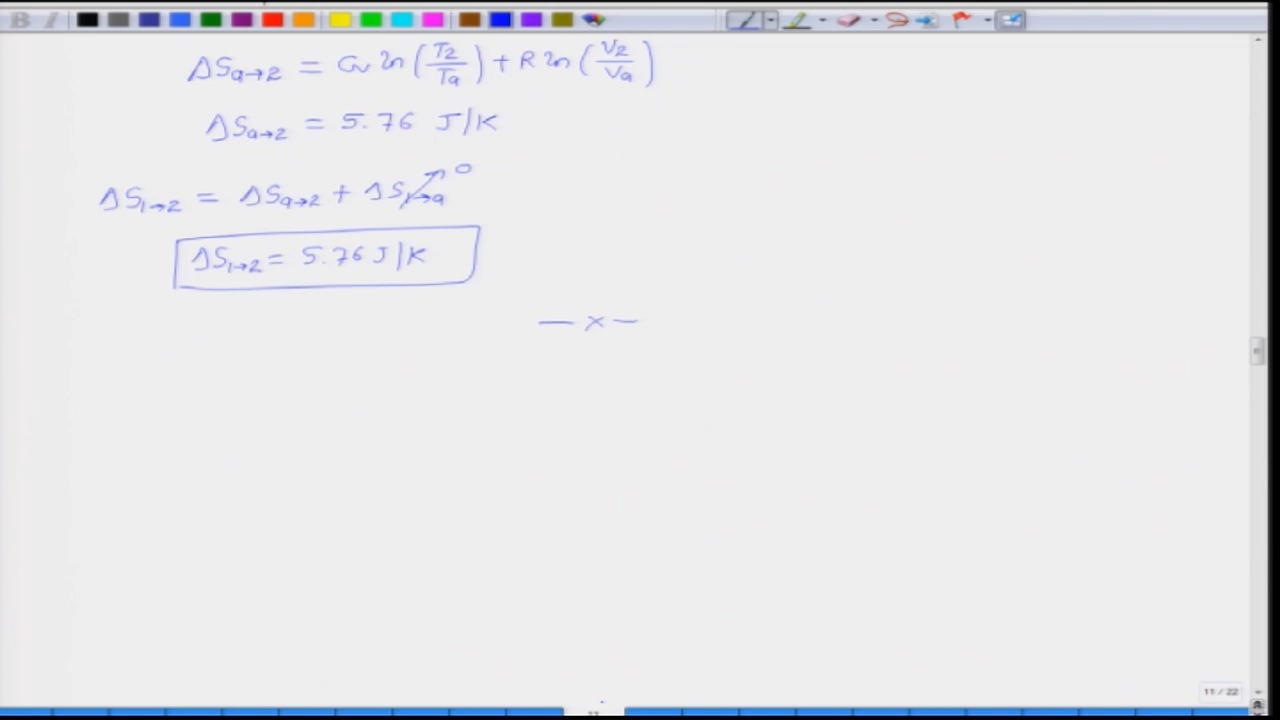 B I
ΔSa→2 = Cv ln(T2/Ta) + R ln(V2/Va)
ΔSa→2 = 5.76 J/K
ΔS1→2 = ΔSa→2 + ΔS1→a 0
ΔS1→2 = 5.76 J/K
— x —
11 / 22
11